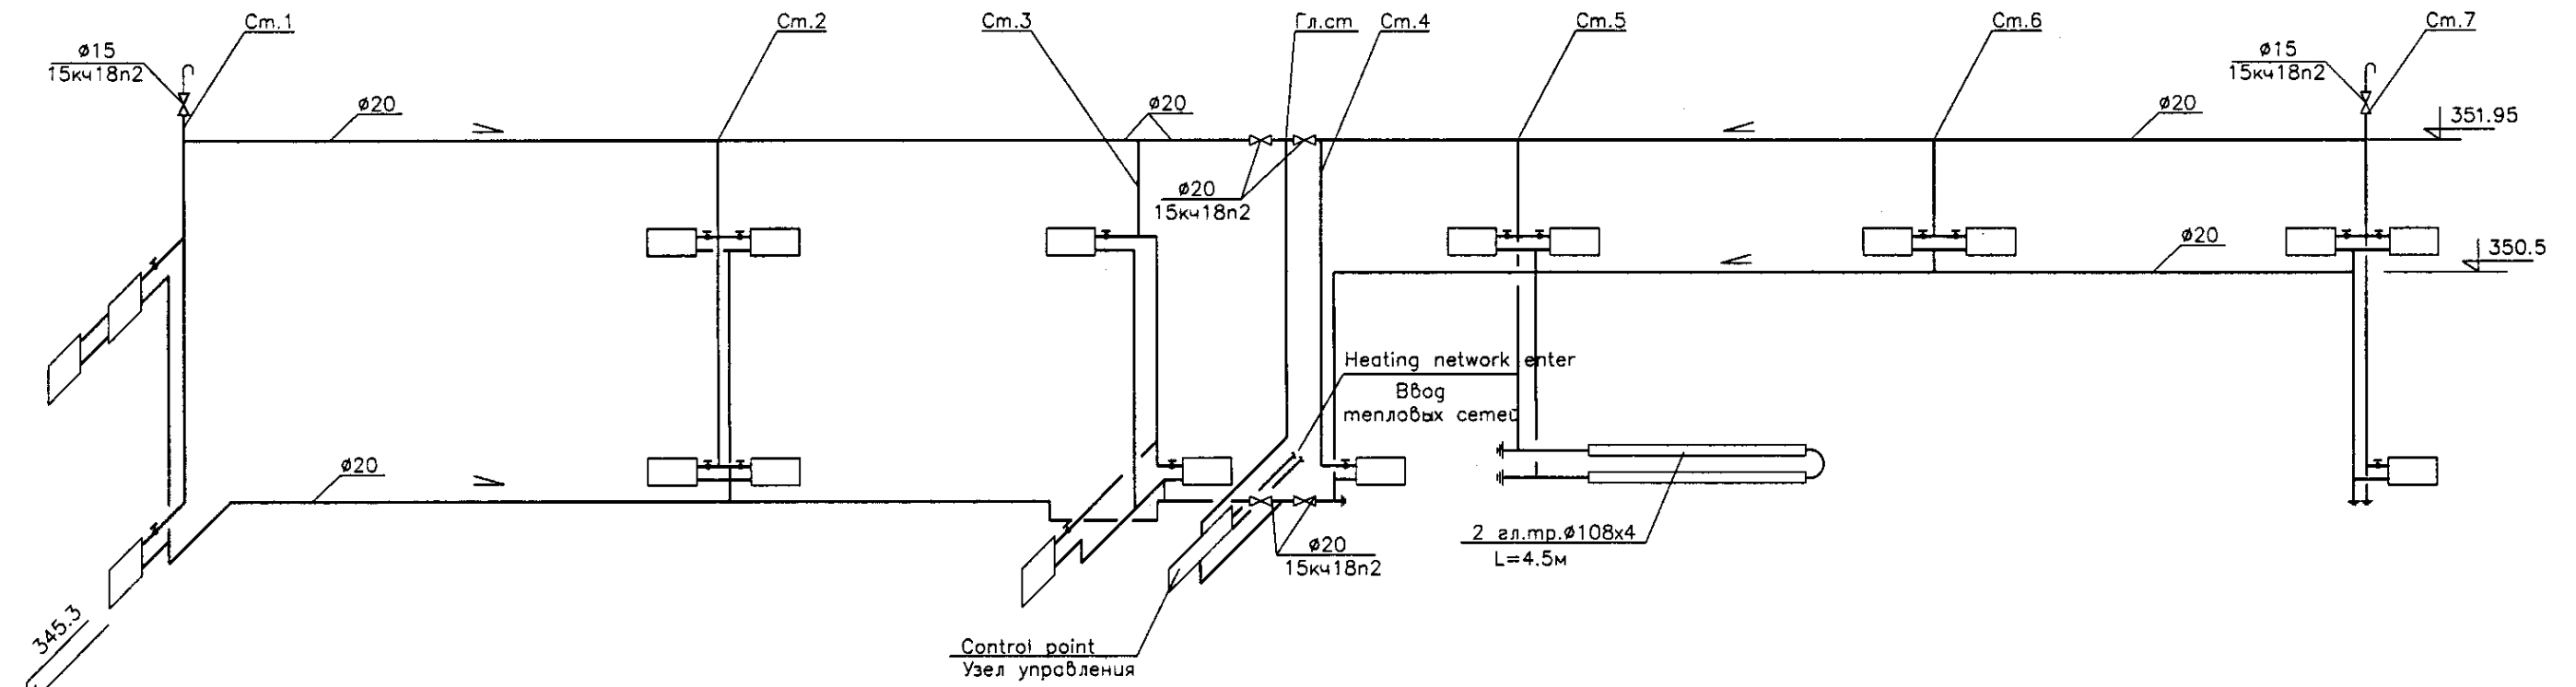 Ст.1
Ст.2
Ст.3
Гл.ст
Ст.4
Ст.5
Ст.6
Ст.7
ø15
15кч18п2
ø15
15кч18п2
ø20
ø20
ø20
351.95
ø20
15кч18п2
ø20
350.5
Heating network enter
Ввод
тепловых сетей
ø20
2 гл.тр.ø108х4
L=4.5м
ø20
15кч18п2
345.3
Control point
Узел управления